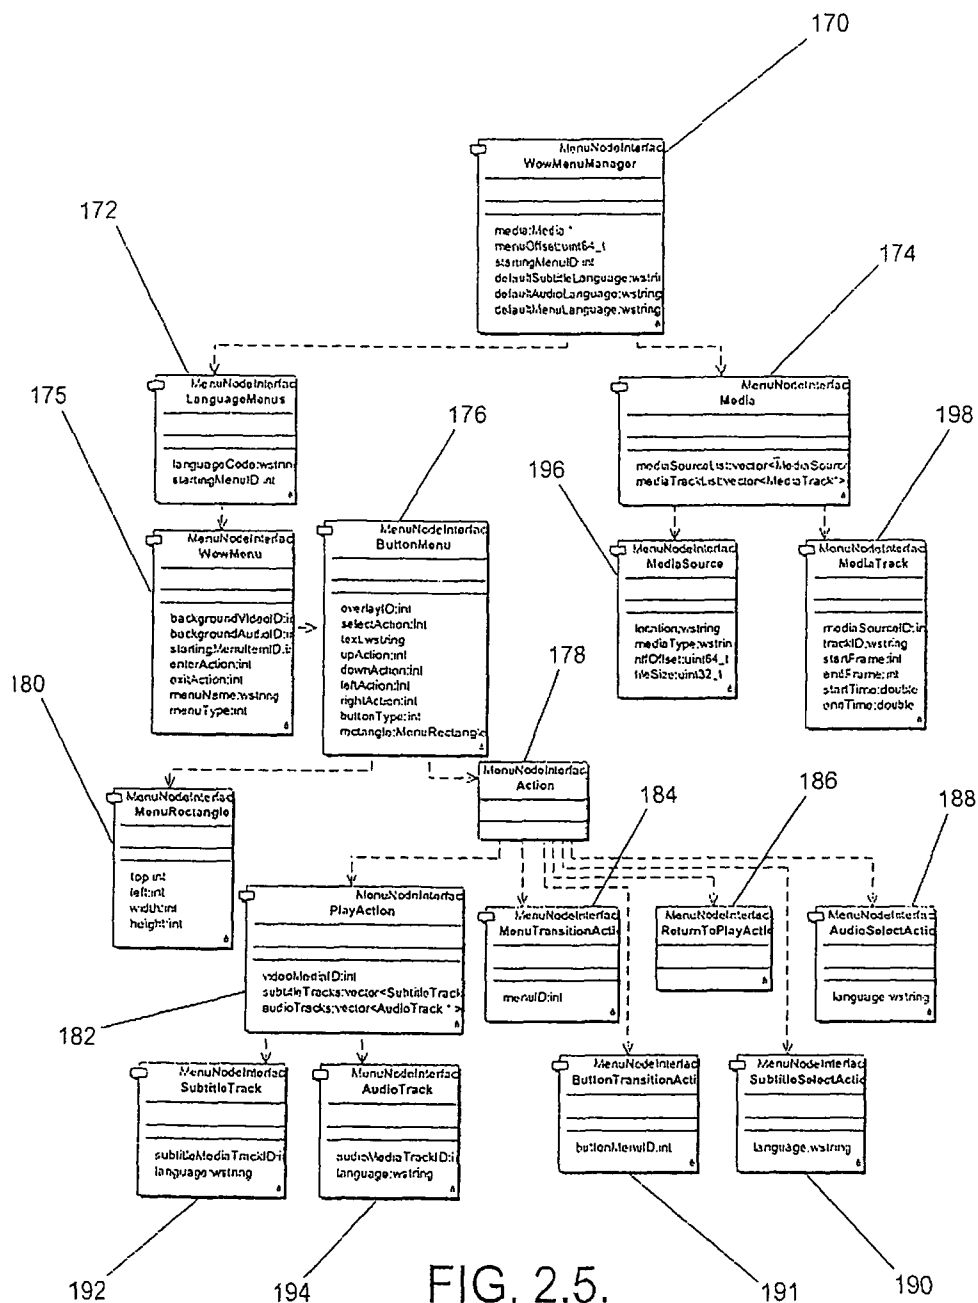 170
MenuNodeInterfac
WowMenuManager
media:Media *
menuOffset:uint64_t
startingMenuID:int
defaultSubtitleLanguage:wstrin
defaultAudioLanguage:wstring
defaultMenuLanguage:wstring
172
174
MenuNodeInterfac
LanguageMenus
languageCode:wstrin
startingMenuID:int
MenuNodeInterfac
Media
mediaSourceList:vector<MediaSource
mediaTrackList:vector<MediaTrack*>
175
176
196
198
MenuNodeInterfac
WowMenu
backgroundVideoID:in
backgroundAudioID:in
startingMenuItemID:i
enterAction:int
exitAction:int
menuName:wstring
menuType:int
MenuNodeInterfac
ButtonMenu
overlayID:int
selectAction:int
text:wstring
upAction:int
downAction:int
leftAction:int
rightAction:int
buttonType:int
rectangle:MenuRectangle
MenuNodeInterfac
MediaSource
location:wstring
mediaType:wstrin
riffOffset:uint64_t
fileSize:uint32_t
MenuNodeInterfac
MediaTrack
mediaSourceID:in
trackID:wstring
startFrame:int
endFrame:int
startTime:double
endTime:double
180
178
MenuNodeInterfac
Action
184
186
188
MenuNodeInterfac
MenuRectangle
top:int
left:int
width:int
height:int
MenuNodeInterfac
PlayAction
videoMediaID:int
subtitleTracks:vector<SubtitleTrack
audioTracks:vector<AudioTrack * >
182
MenuNodeInterfac
MenuTransitionActio
menuID:int
MenuNodeInterfac
ReturnToPlayActio
MenuNodeInterfac
AudioSelectActio
language:wstring
MenuNodeInterfac
SubtitleTrack
subtitleMediaTrackID:i
language:wstring
MenuNodeInterfac
AudioTrack
audioMediaTrackID:i
language:wstring
MenuNodeInterfac
ButtonTransitionActi
buttonMenuID:int
MenuNodeInterfac
SubtitleSelectActio
language:wstring
192
194
191
190
FIG. 2.5.